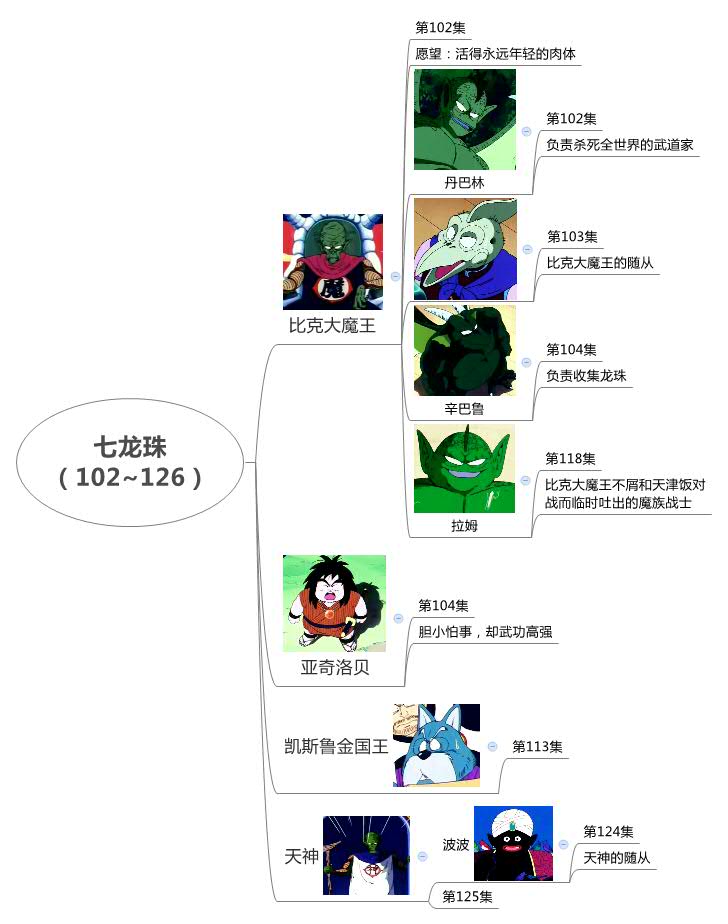 七龙珠
（102~126）
比克大魔王
魔
第102集
愿望：活得永远年轻的肉体
丹巴林
第102集
负责杀死全世界的武道家
第103集
比克大魔王的随从
辛巴鲁
第104集
负责收集龙珠
拉姆
第118集
比克大魔王不屑和天津饭对
战而临时吐出的魔族战士
亚奇洛贝
第104集
胆小怕事，却武功高强
凯斯鲁金国王
第113集
天神
波波
第124集
天神的随从
第125集